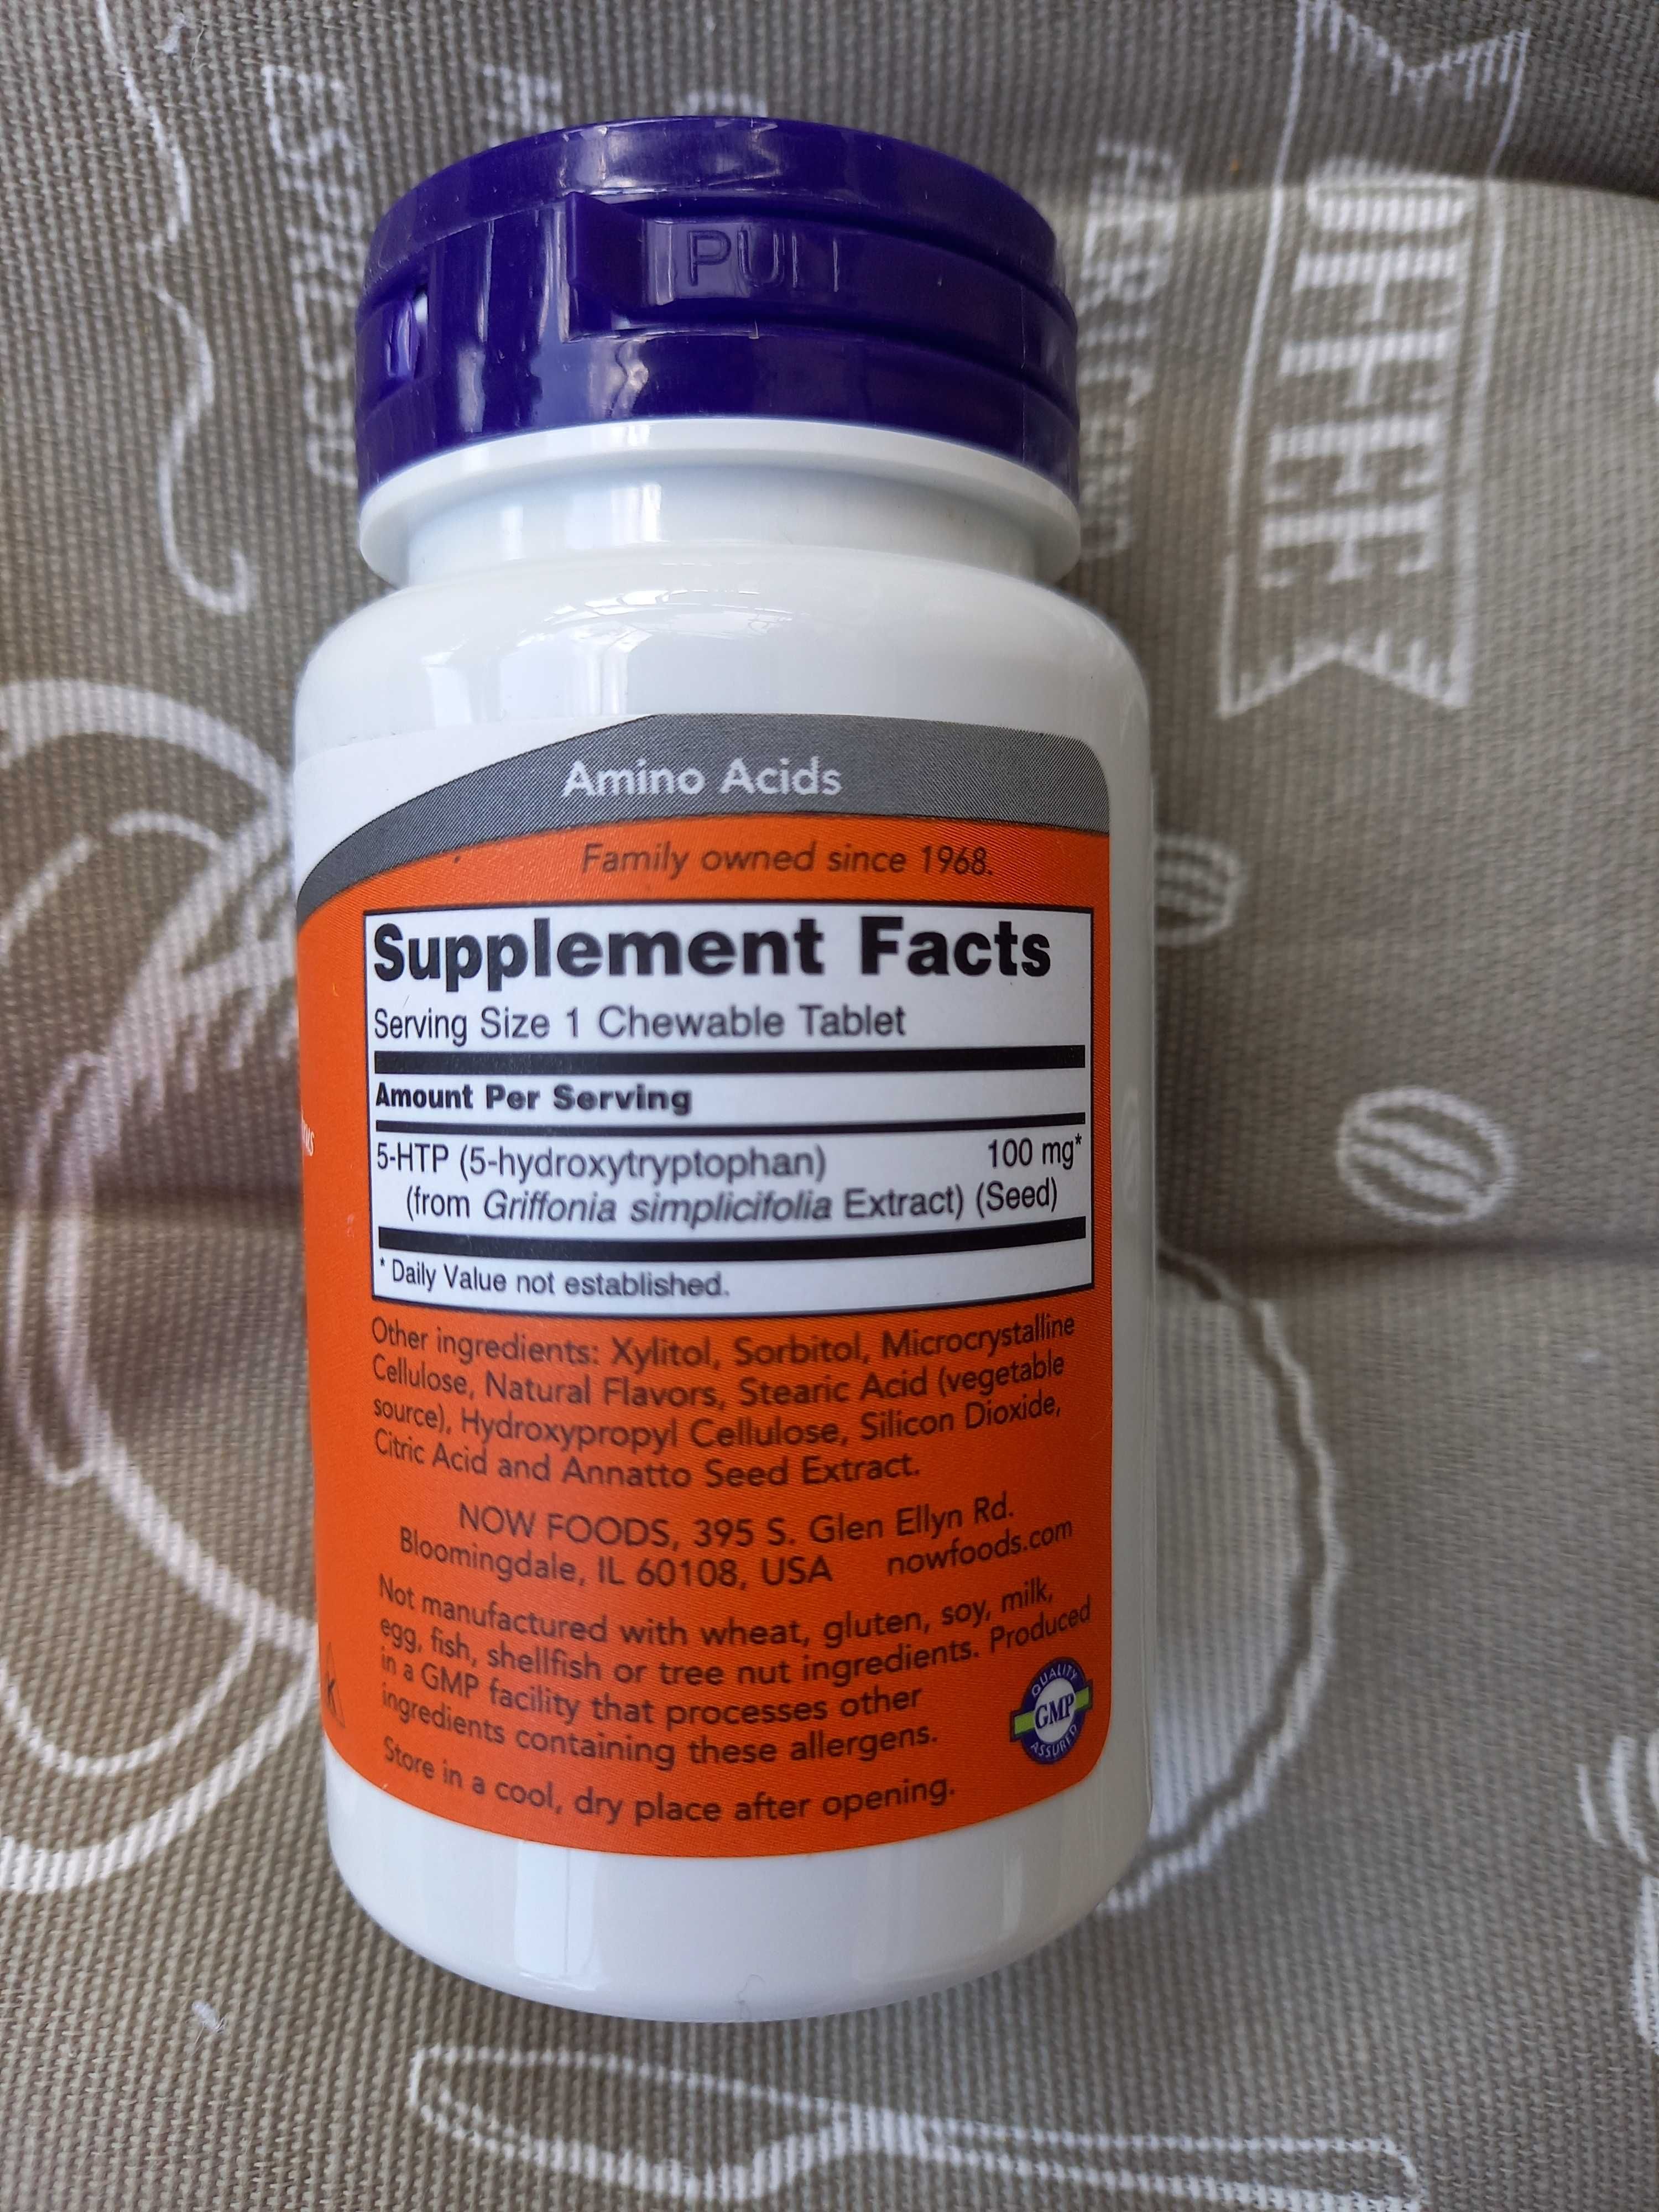 PULL
Amino Acids
Family owned since 1968.
Supplement Facts
Serving Size 1 Chewable Tablet
Amount Per Serving
5-HTP (5-hydroxytryptophan) 100 mg*
(from Griffonia simplicifolia Extract) (Seed)
* Daily Value not established.
Other ingredients: Xylitol, Sorbitol, Microcrystalline
Cellulose, Natural Flavors, Stearic Acid (vegetable
source), Hydroxypropyl Cellulose, Silicon Dioxide,
Citric Acid and Annatto Seed Extract.
NOW FOODS, 395 S. Glen Ellyn Rd.
Bloomingdale, IL 60108, USA nowfoods.com
Not manufactured with wheat, gluten, soy, milk,
egg, fish, shellfish or tree nut ingredients. Produced
in a GMP facility that processes other
ingredients containing these allergens.
QUALITY
GMP
ASSURED
Store in a cool, dry place after opening.
ESPRESSO
AMERICANO